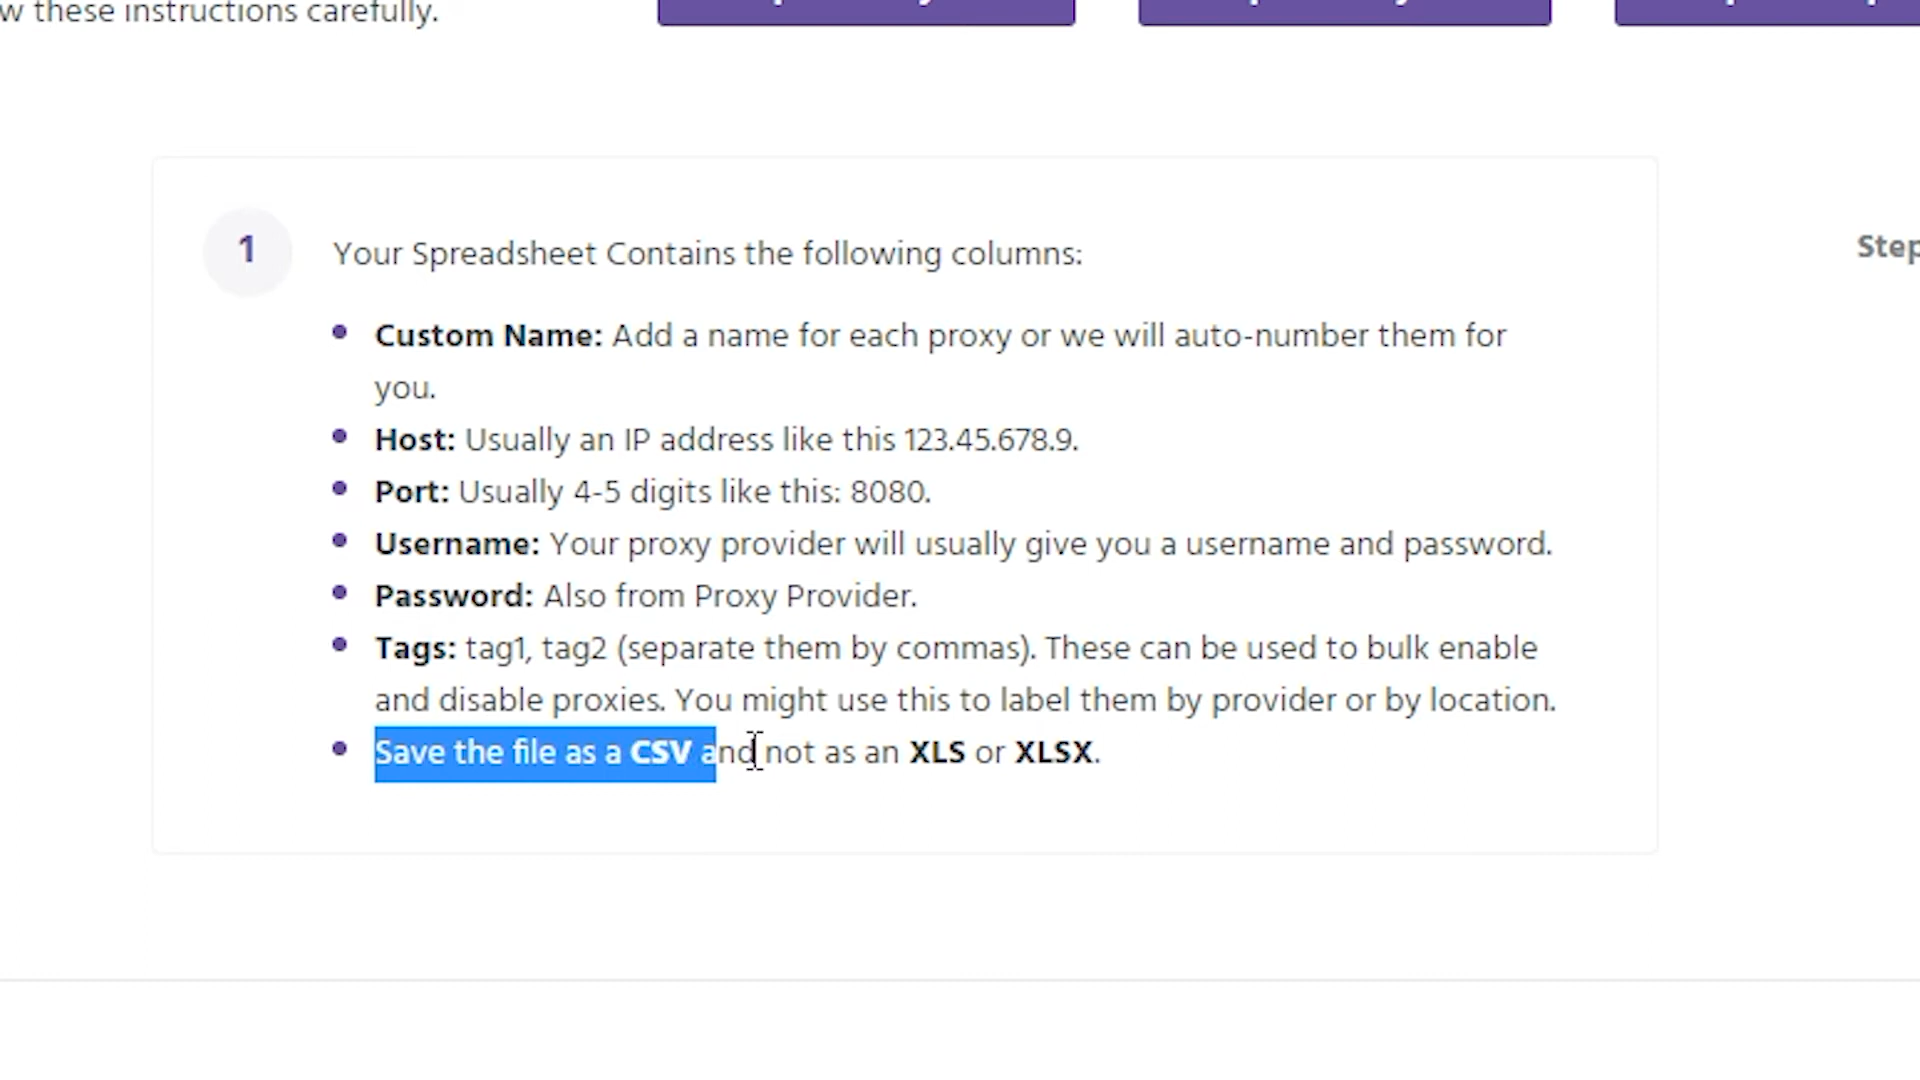 these instructions carefully.
1
Your Spreadsheet Contains the following columns:
Step
Custom Name: Add a name for each proxy or we will auto-number them for
you.
Host: Usually an IP address like this 123.45.678.9.
Port: Usually 4-5 digits like this: 8080.
Username: Your proxy provider will usually give you a username and password.
Password: Also from Proxy Provider.
Tags: tag1, tag2 (separate them by commas). These can be used to bulk enable
and disable proxies. You might use this to label them by provider or by location.
Save the file as a CSV and not as an XLS or XLSX.